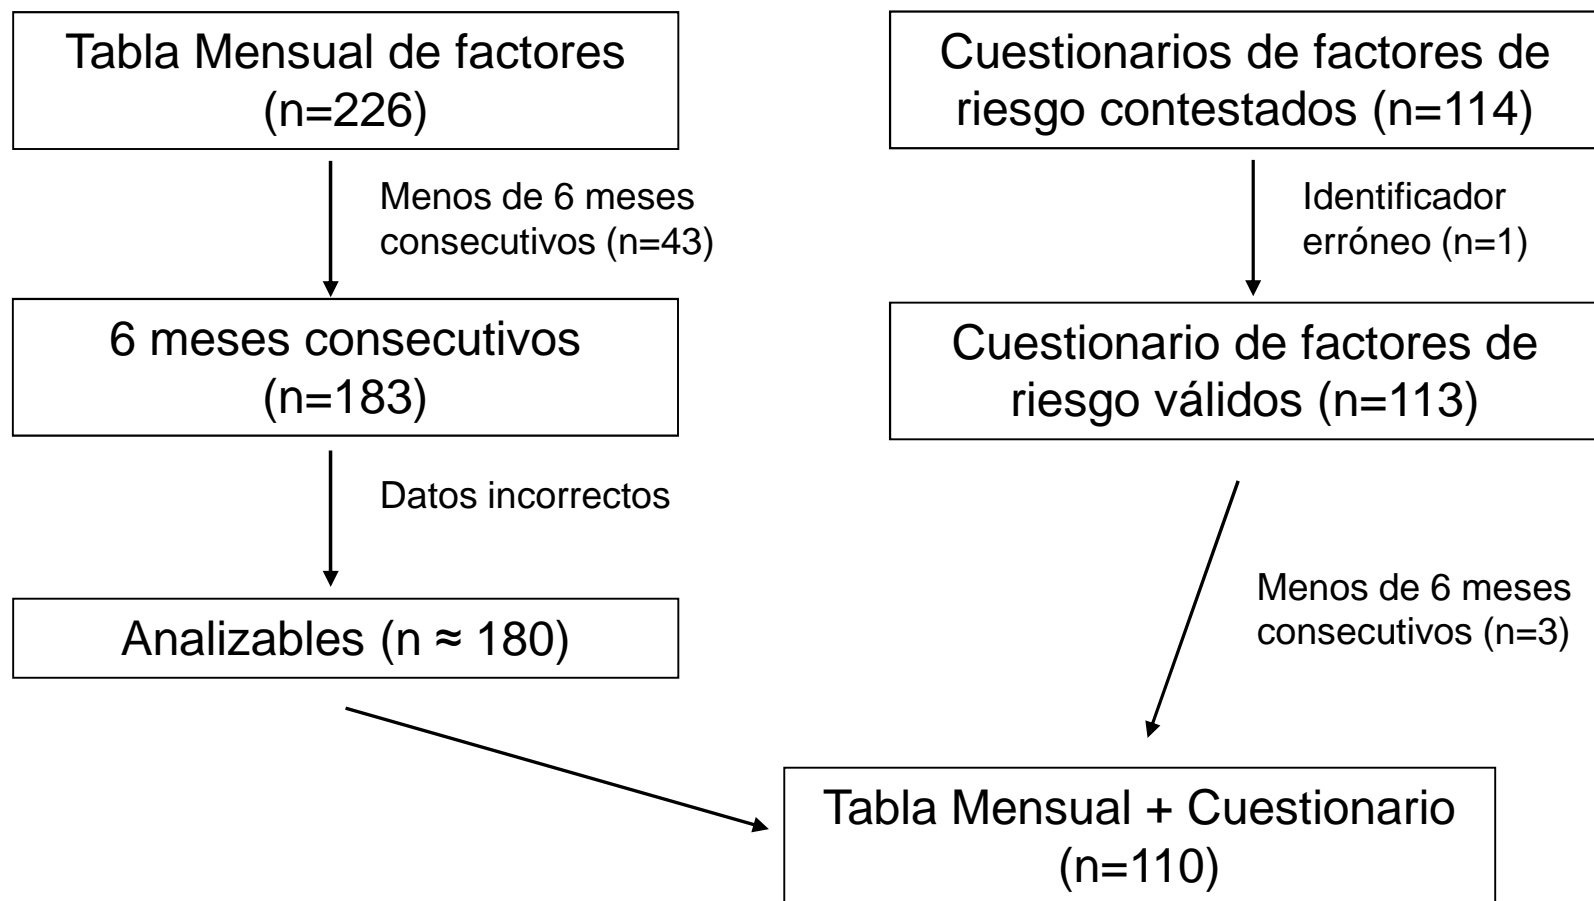 Tabla Mensual de factores
(n=226)
Menos de 6 meses
consecutivos (n=43)
6 meses consecutivos
(n=183)
Datos incorrectos
Analizables (n ≈ 180)
Cuestionarios de factores de
riesgo contestados (n=114)
Identificador
erróneo (n=1)
Cuestionario de factores de
riesgo válidos (n=113)
Menos de 6 meses
consecutivos (n=3)
Tabla Mensual + Cuestionario
(n=110)